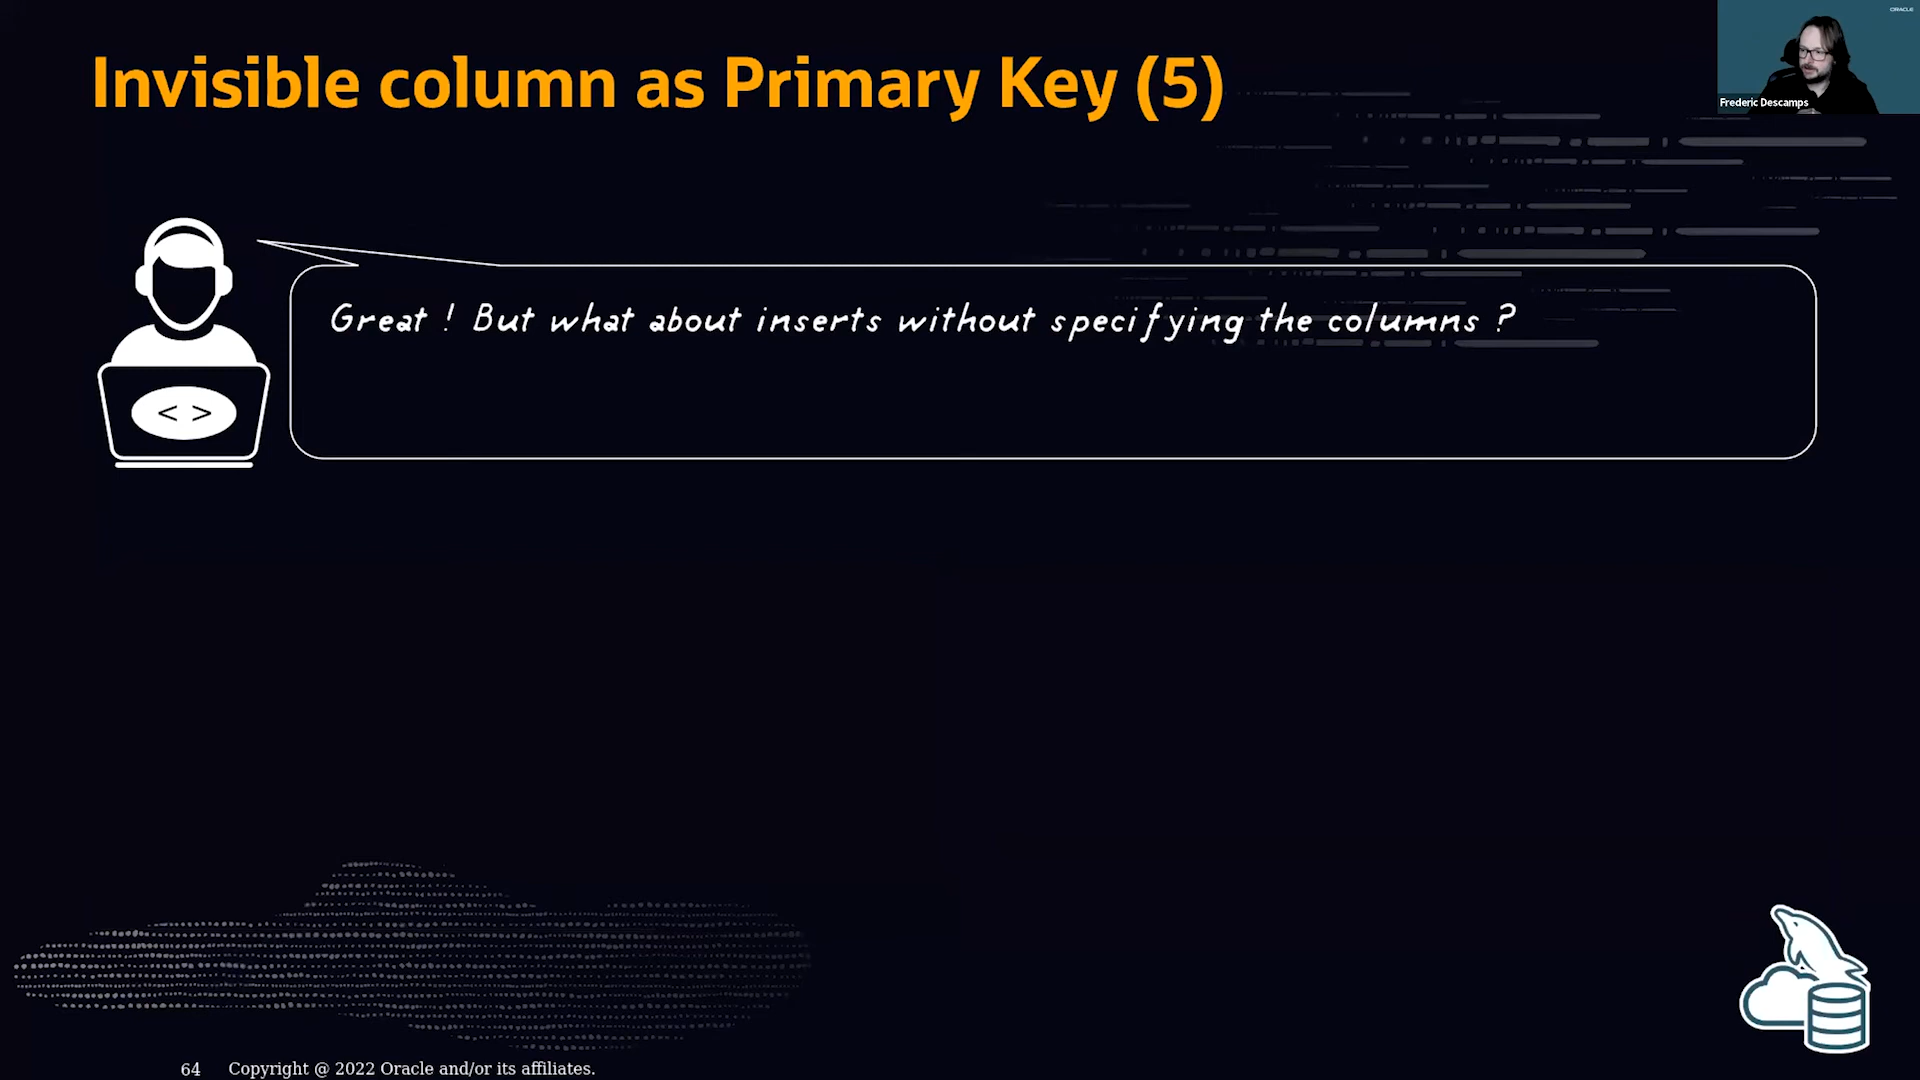 Invisible column as Primary Key (5)
ORACLE
Frederic Descamps
Great ! But what about inserts without specifying the columns ?
< >
64 Copyright @ 2022 Oracle and/or its affiliates.